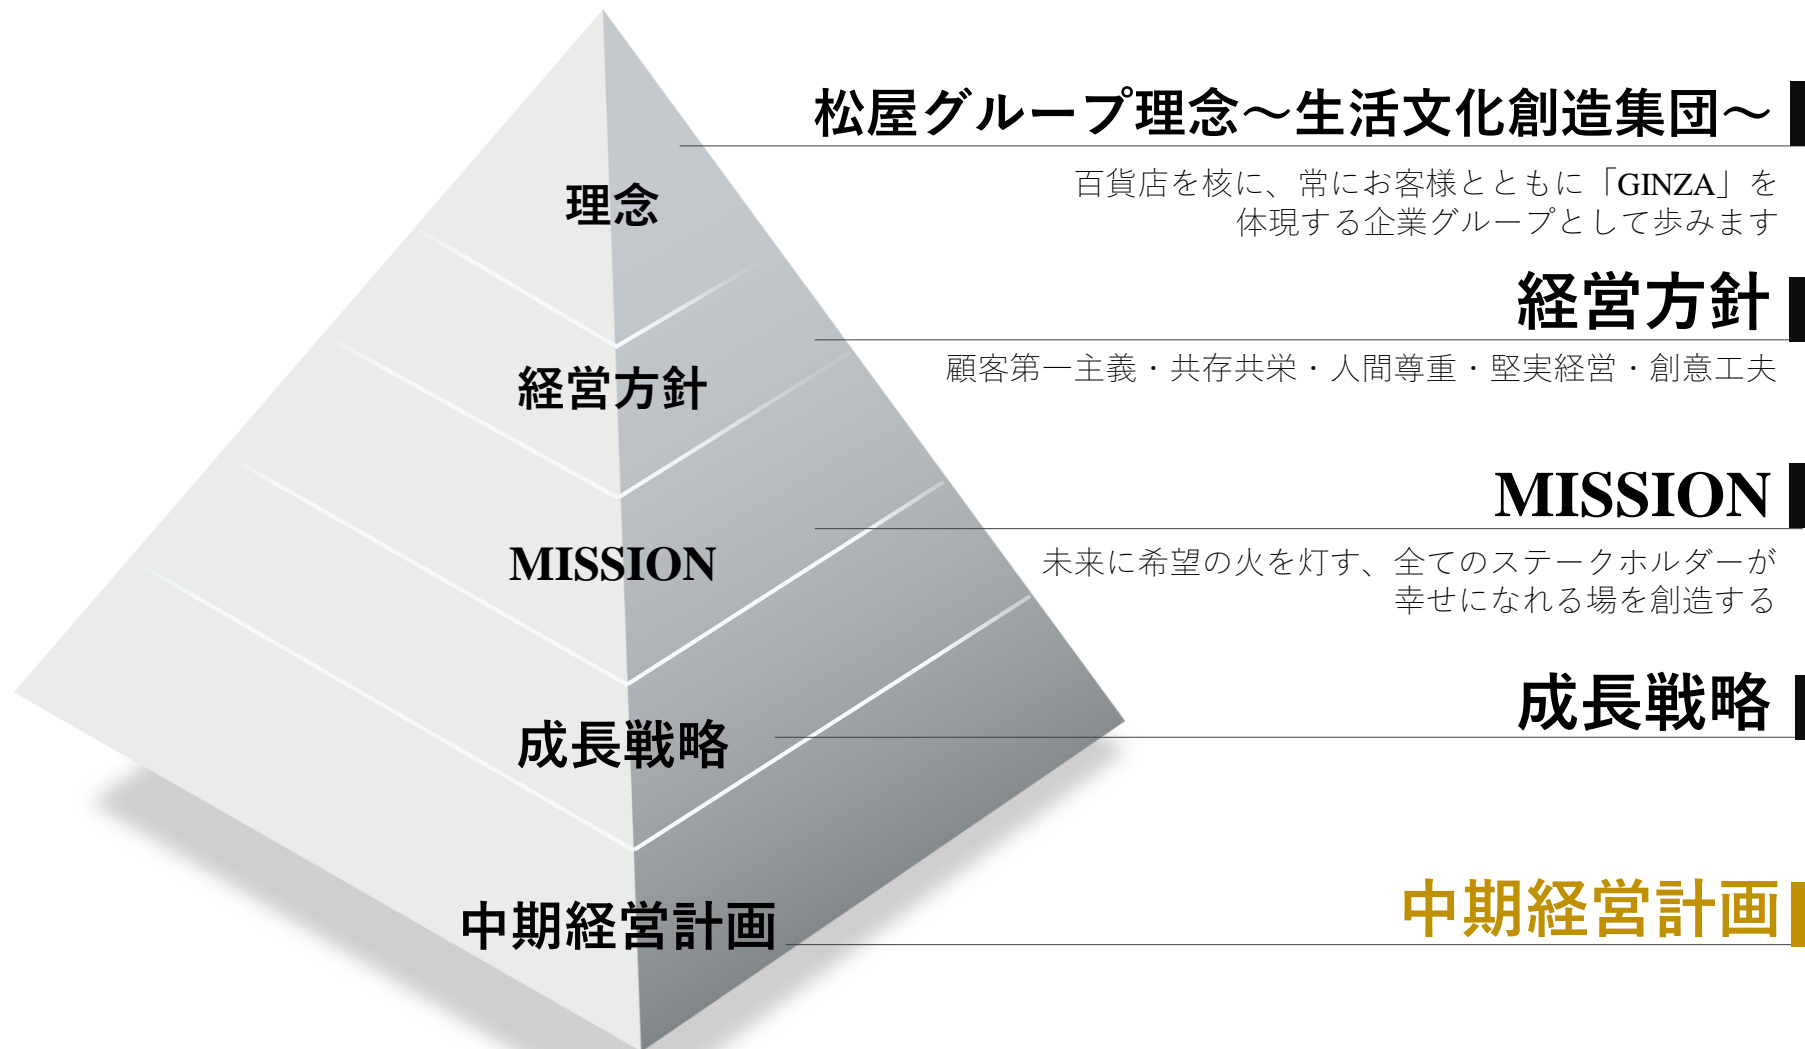 松屋グループ理念～生活文化創造集団～
百貨店を核に、常にお客様とともに「GINZA」を
体現する企業グループとして歩みます
理念
経営方針
顧客第一主義・共存共栄・人間尊重・堅実経営・創意工夫
経営方針
MISSION
未来に希望の火を灯す、全てのステークホルダーが
幸せになれる場を創造する
MISSION
成長戦略
成長戦略
中期経営計画
中期経営計画